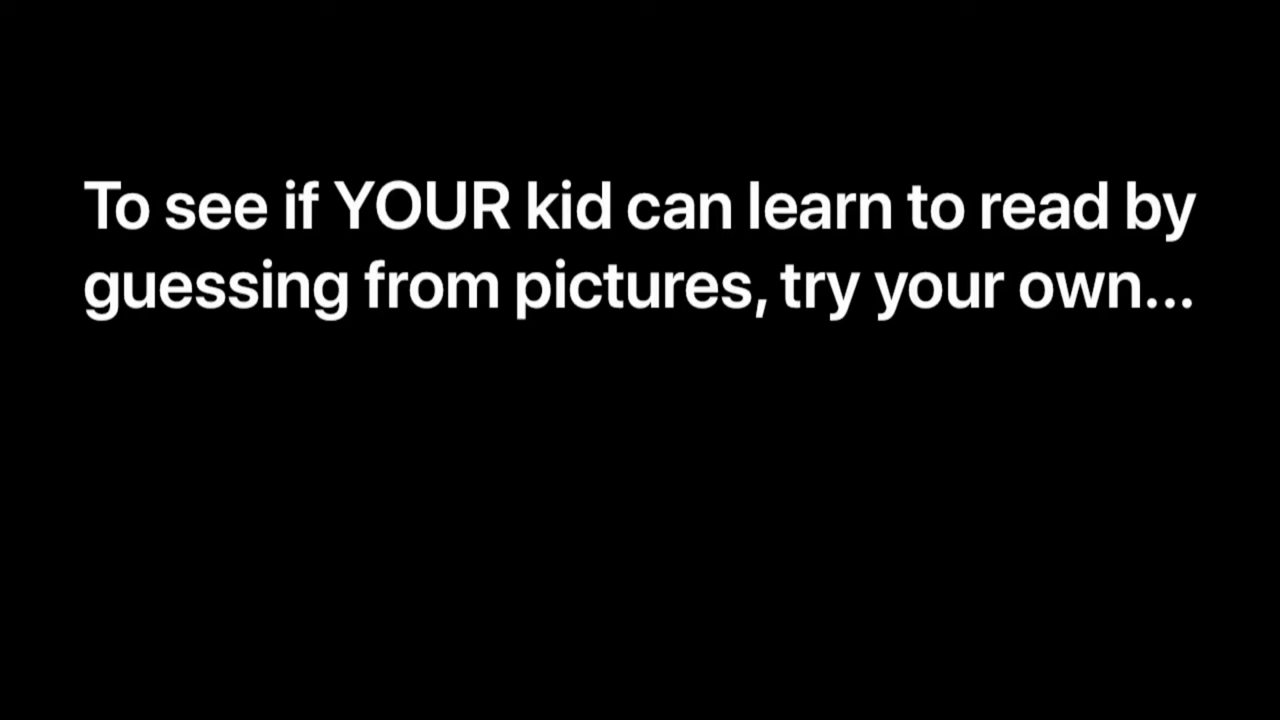 To see if YOUR kid can learn to read by
guessing from pictures, try your own...